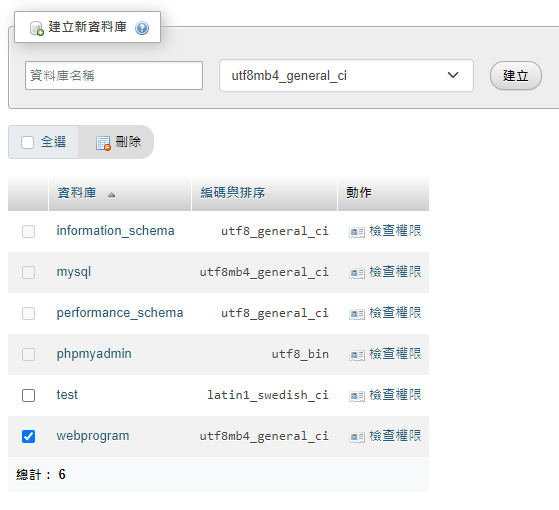 建立新資料庫
資料庫名稱 utf8mb4_general_ci 建立
全選 刪除
資料庫 編碼與排序 動作
information_schema utf8_general_ci 檢查權限
mysql utf8mb4_general_ci 檢查權限
performance_schema utf8_general_ci 檢查權限
phpmyadmin utf8_bin 檢查權限
test latin1_swedish_ci 檢查權限
webprogram utf8mb4_general_ci 檢查權限
總計： 6